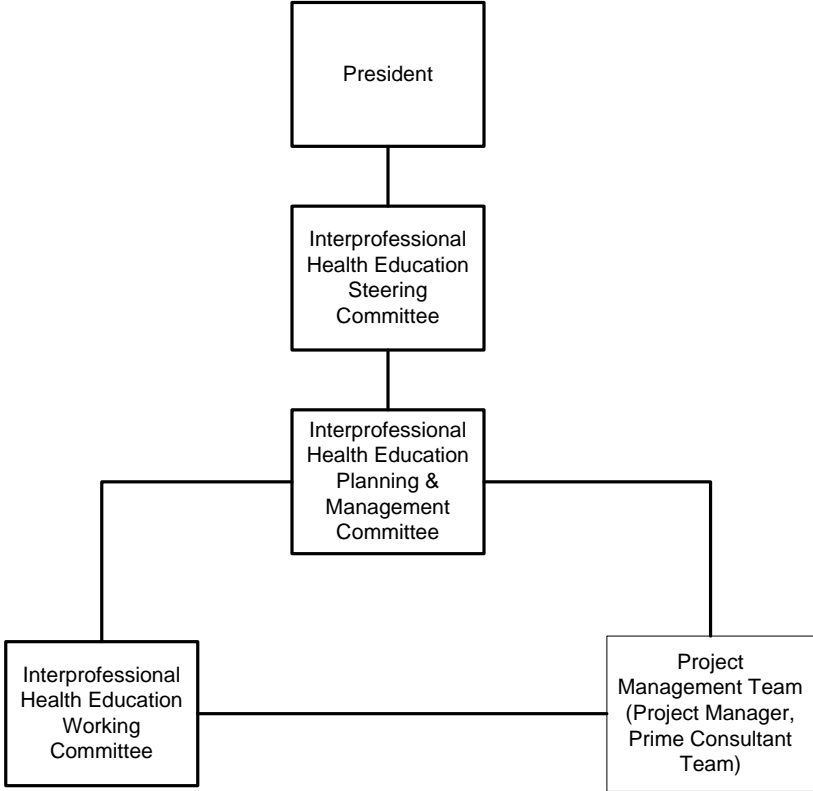 President
Interprofessional
Health Education
Steering
Committee
Interprofessional
Health Education
Planning &
Management
Committee
Interprofessional
Health Education
Working
Committee
Project
Management Team
(Project Manager,
Prime Consultant
Team)